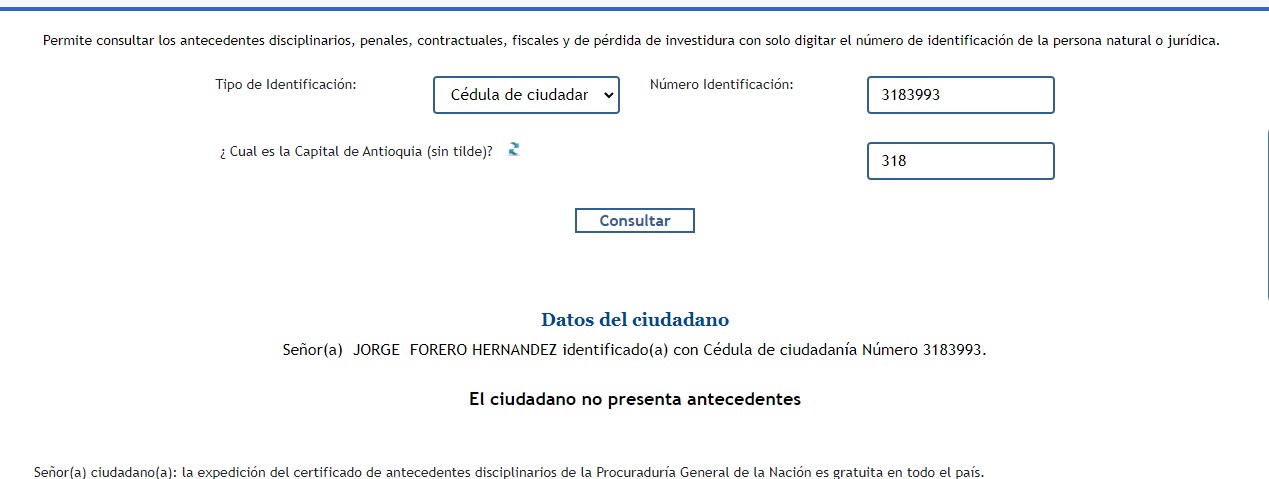 Permite consultar los antecedentes disciplinarios, penales, contractuales, fiscales y de pérdida de investidura con solo digitar el número de identificación de la persona natural o jurídica.
Tipo de Identificación: Cédula de ciudadar Número Identificación: 3183993
¿ Cual es la Capital de Antioquia (sin tilde)? 318
Consultar
Datos del ciudadano
Señor(a) JORGE FORERO HERNANDEZ identificado(a) con Cédula de ciudadanía Número 3183993.
El ciudadano no presenta antecedentes
Señor(a) ciudadano(a): la expedición del certificado de antecedentes disciplinarios de la Procuraduría General de la Nación es gratuita en todo el país.